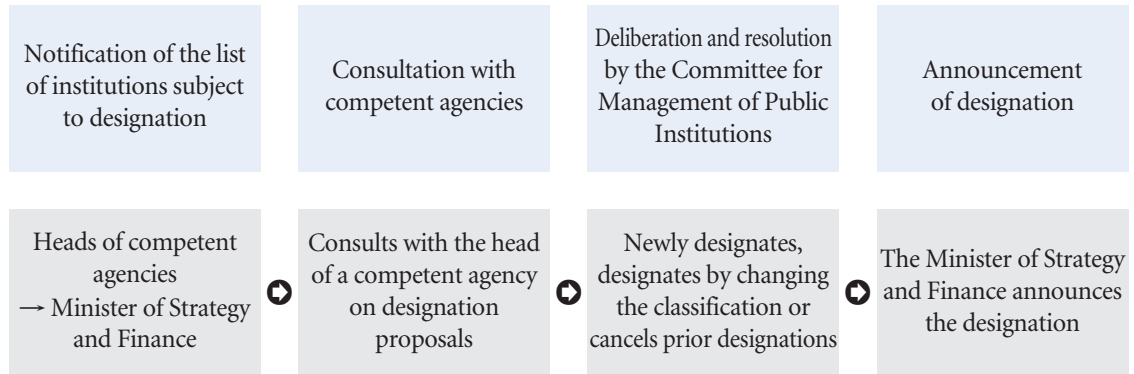 Notification of the list
of institutions subject
to designation
Consultation with
competent agencies
Deliberation and resolution
by the Committee for
Management of Public
Institutions
Announcement
of designation
Heads of competent
agencies
→ Minister of Strategy
and Finance
Consults with the head
of a competent agency
on designation
proposals
Newly designates,
designates by changing
the classification or
cancels prior designations
The Minister of Strategy
and Finance announces
the designation